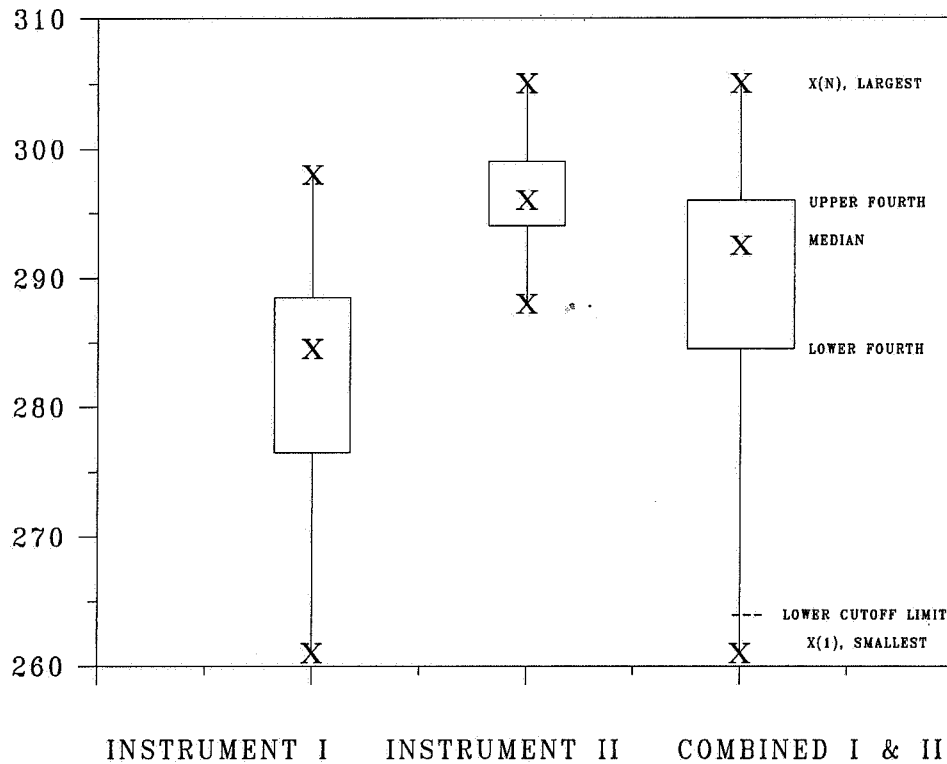 310
300
290
280
270
260
X
X
X
X
X
X
X
X
X
X(N), LARGEST
UPPER FOURTH
MEDIAN
LOWER FOURTH
LOWER CUTOFF LIMIT
X(1), SMALLEST
INSTRUMENT I INSTRUMENT II COMBINED I & II